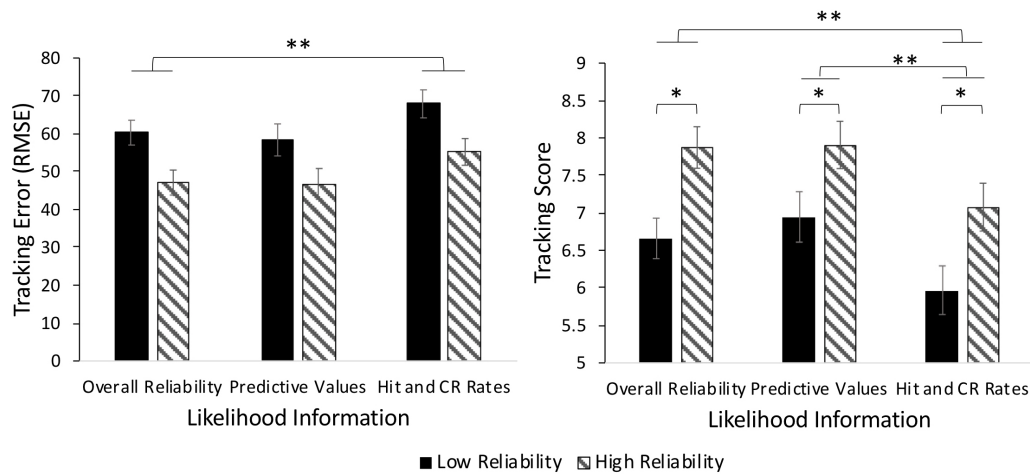 **
80
70
60
50
40
30
20
10
0
Tracking Error (RMSE)
Overall Reliability Predictive Values Hit and CR Rates
Likelihood Information
**
**
* * *
9
8.5
8
7.5
7
6.5
6
5.5
5
Tracking Score
Overall Reliability Predictive Values Hit and CR Rates
Likelihood Information
Low Reliability High Reliability